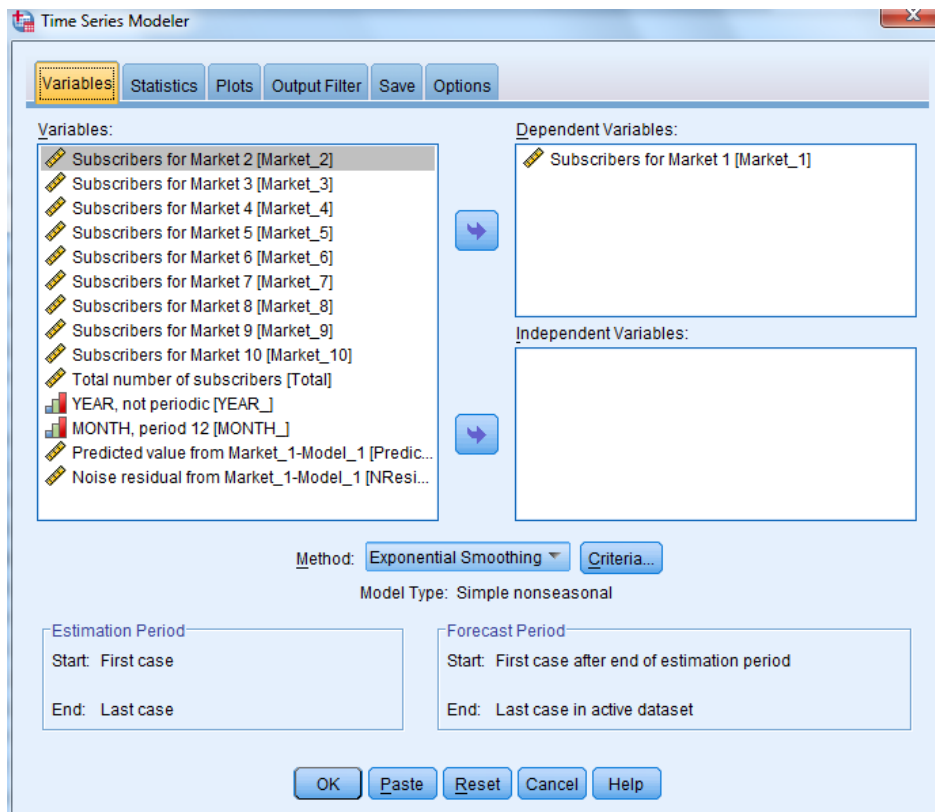 Time Series Modeler
Variables Statistics Plots Output Filter Save Options
Variables:
Subscribers for Market 2 [Market_2]
Subscribers for Market 3 [Market_3]
Subscribers for Market 4 [Market_4]
Subscribers for Market 5 [Market_5]
Subscribers for Market 6 [Market_6]
Subscribers for Market 7 [Market_7]
Subscribers for Market 8 [Market_8]
Subscribers for Market 9 [Market_9]
Subscribers for Market 10 [Market_10]
Total number of subscribers [Total]
YEAR, not periodic [YEAR_]
MONTH, period 12 [MONTH_]
Predicted value from Market_1-Model_1 [Predic...
Noise residual from Market_1-Model_1 [NResi...
Dependent Variables:
Subscribers for Market 1 [Market_1]
Independent Variables:
Method: Exponential Smoothing Criteria...
Model Type: Simple nonseasonal
Estimation Period
Start: First case
End: Last case
Forecast Period
Start: First case after end of estimation period
End: Last case in active dataset
OK Paste Reset Cancel Help